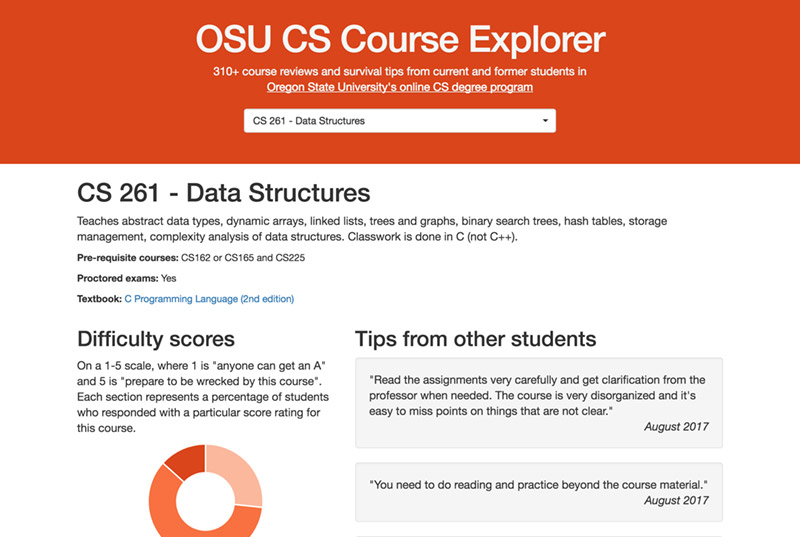 OSU CS Course Explorer
310+ course reviews and survival tips from current and former students in
Oregon State University's online CS degree program
CS 261 - Data Structures
CS 261 - Data Structures
Teaches abstract data types, dynamic arrays, linked lists, trees and graphs, binary search trees, hash tables, storage
management, complexity analysis of data structures. Classwork is done in C (not C++).
Pre-requisite courses: CS162 or CS165 and CS225
Proctored exams: Yes
Textbook: C Programming Language (2nd edition)
Difficulty scores
On a 1-5 scale, where 1 is "anyone can get an A"
and 5 is "prepare to be wrecked by this course".
Each section represents a percentage of students
who responded with a particular score rating for
this course.
Tips from other students
"Read the assignments very carefully and get clarification from the
professor when needed. The course is very disorganized and it's
easy to miss points on things that are not clear."
August 2017
"You need to do reading and practice beyond the course material."
August 2017